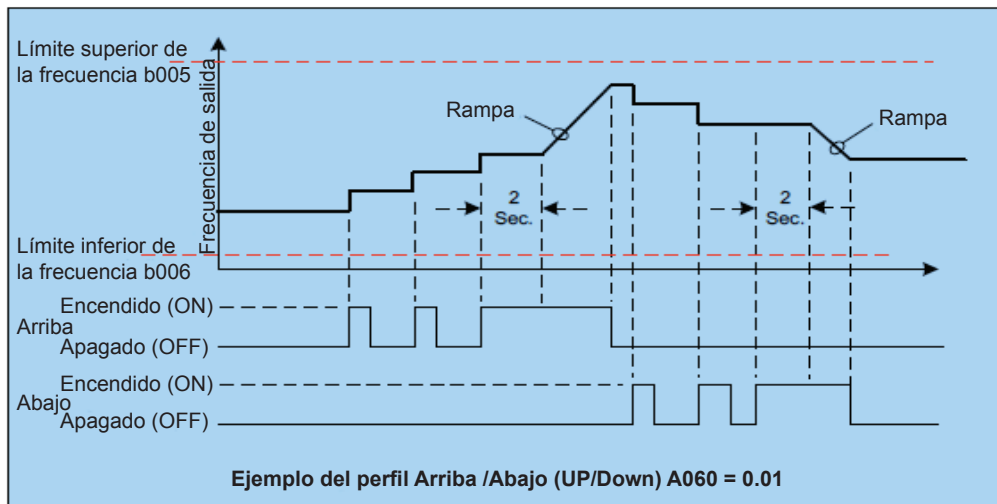 Límite superior de
la frecuencia b005
Frecuencia de salida
Rampa
Rampa
2
Sec.
2
Sec.
Límite inferior de
la frecuencia b006
Encendido (ON)
Arriba
Apagado (OFF)
Encendido (ON)
Abajo
Apagado (OFF)
Ejemplo del perfil Arriba /Abajo (UP/Down) A060 = 0.01